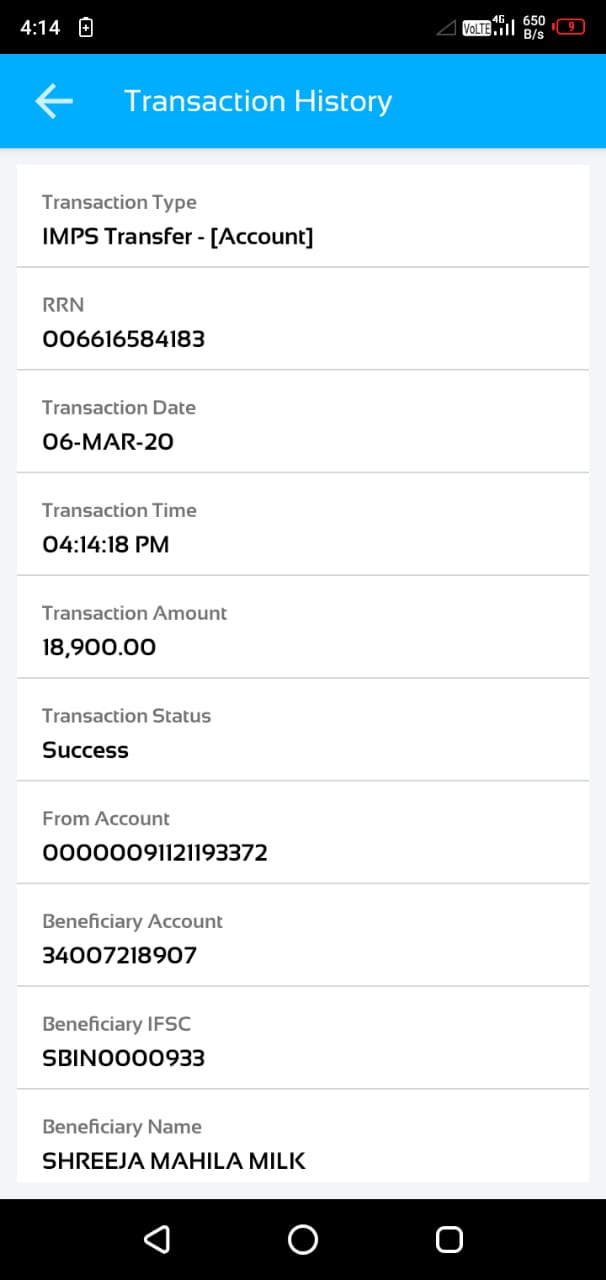 4:14
VoLTE 4G 650 B/s 9
Transaction History
Transaction Type
IMPS Transfer - [Account]
RRN
006616584183
Transaction Date
06-MAR-20
Transaction Time
04:14:18 PM
Transaction Amount
18,900.00
Transaction Status
Success
From Account
00000091121193372
Beneficiary Account
34007218907
Beneficiary IFSC
SBIN0000933
Beneficiary Name
SHREEJA MAHILA MILK